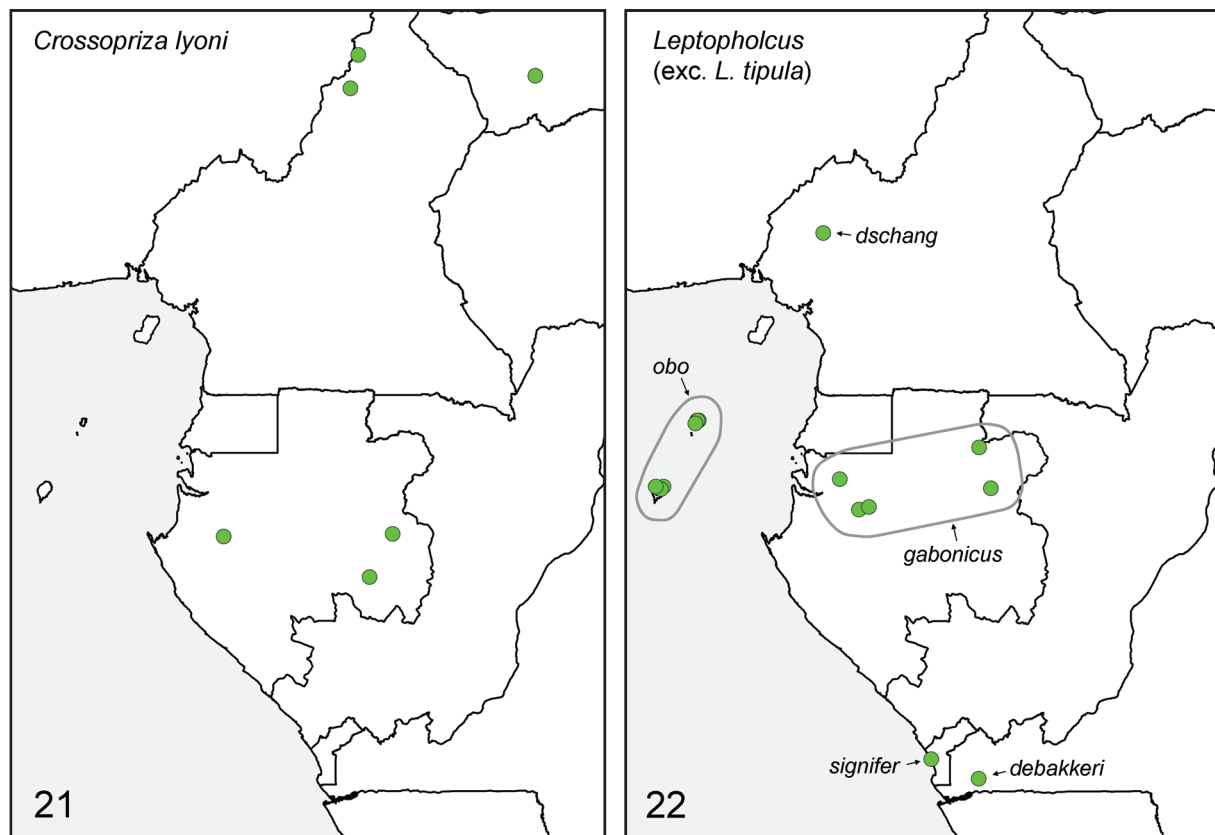 Crossopriza lyoni
21
Leptopholcus
(exc. L. tipula)
dschang
obo
gabonicus
signifer
debakkeri
22